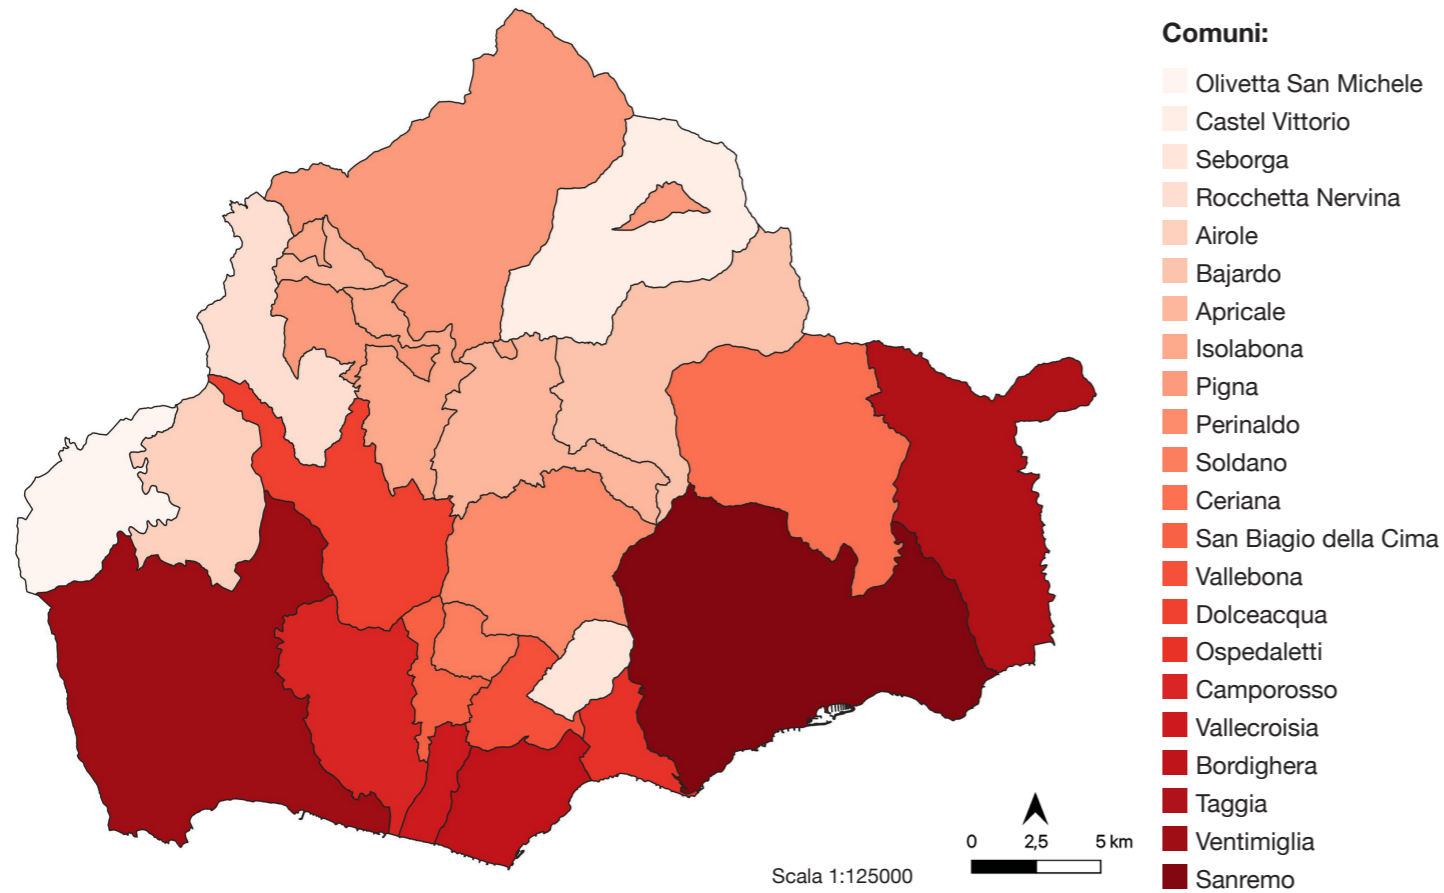 Comuni:
Olivetta San Michele
Castel Vittorio
Seborga
Rocchetta Nervina
Airole
Bajardo
Apricale
Isolabona
Pigna
Perinaldo
Soldano
Ceriana
San Biagio della Cima
Vallebona
Dolceacqua
Ospedaletti
Camporosso
Vallecroisia
Bordighera
Taggia
Ventimiglia
Sanremo
0 2,5 5 km
Scala 1:125000